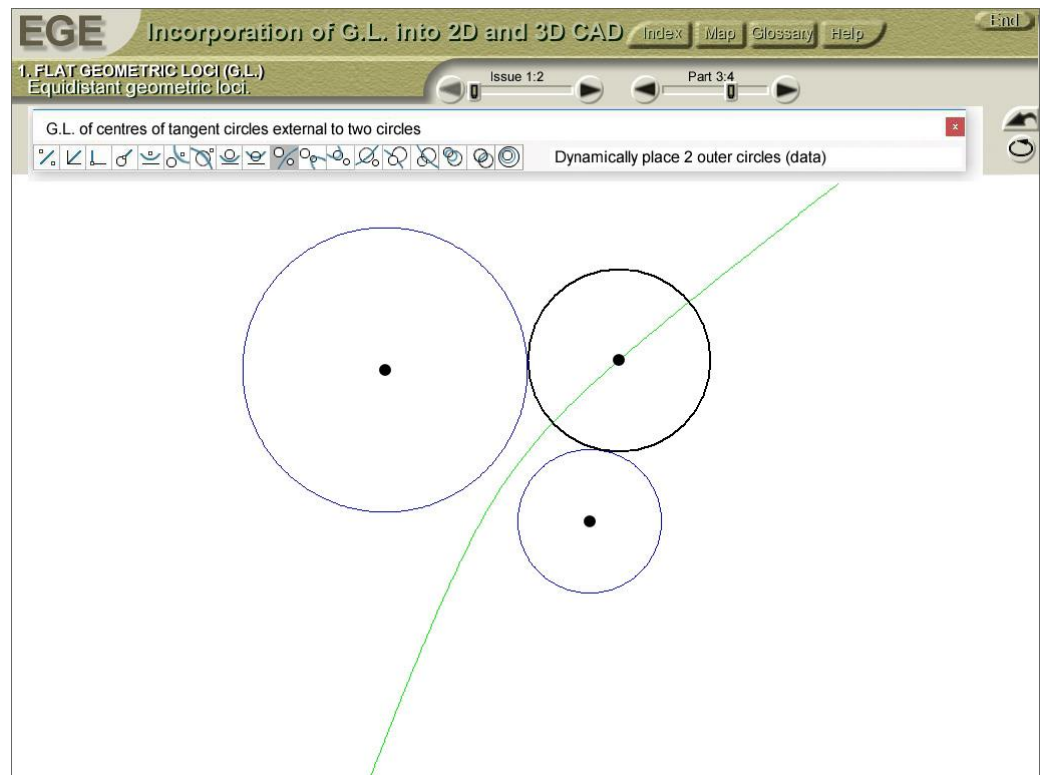 EGE Incorporation of G.L. into 2D and 3D CAD Index Map Glossary Help End
1. FLAT GEOMETRIC LOCI (G.L.)
Equidistant geometric loci.
Issue 1:2 Part 3:4
G.L. of centres of tangent circles external to two circles
x
Dynamically place 2 outer circles (data)